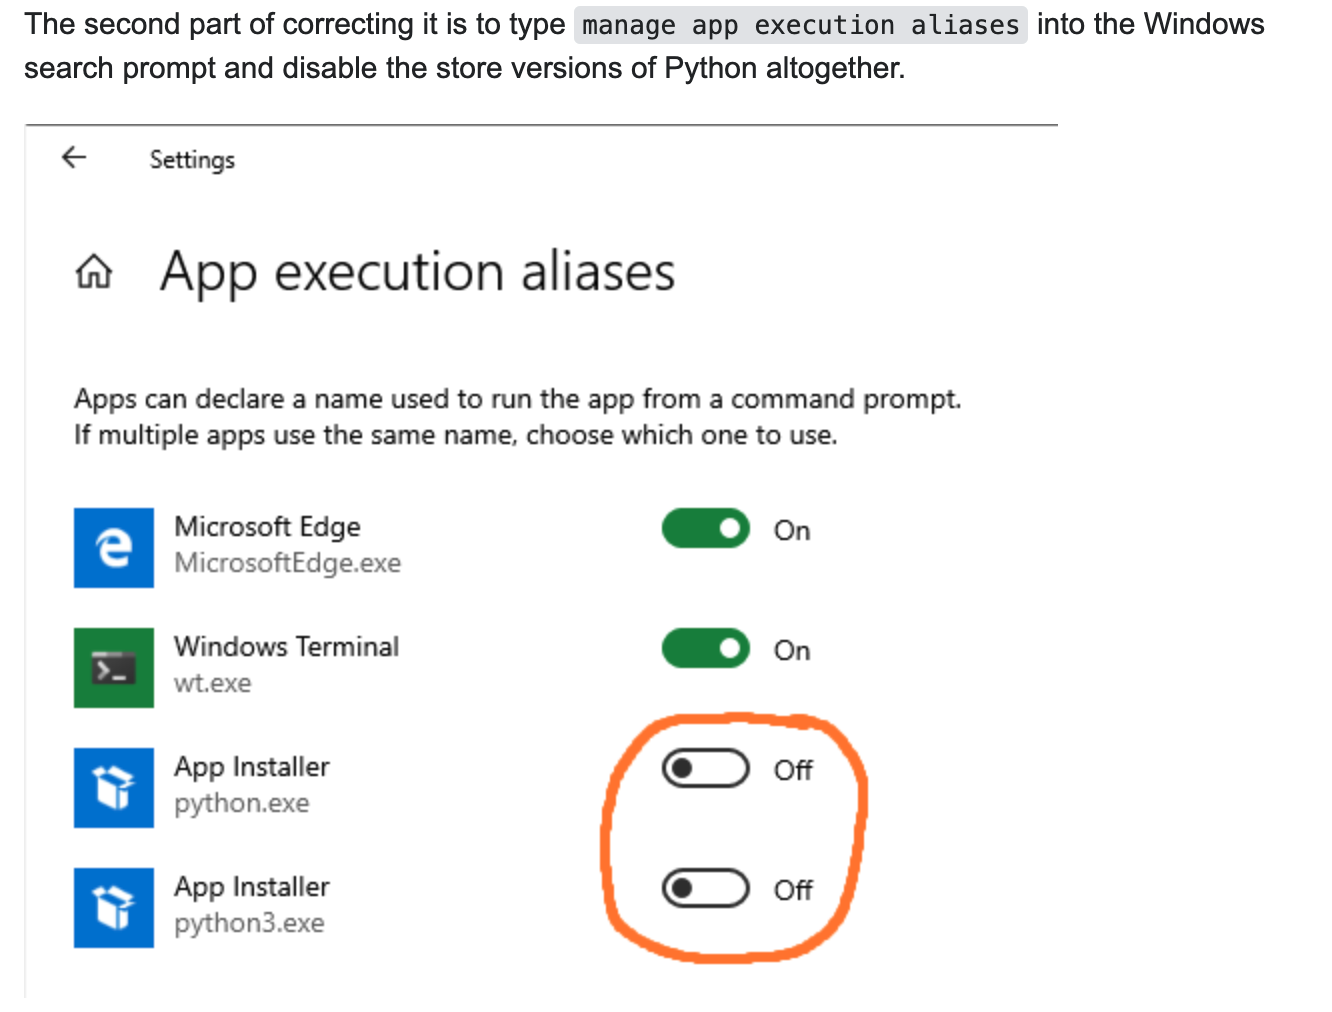 The second part of correcting it is to type manage app execution aliases into the Windows
search prompt and disable the store versions of Python altogether.
Settings
App execution aliases
Apps can declare a name used to run the app from a command prompt.
If multiple apps use the same name, choose which one to use.
Microsoft Edge
MicrosoftEdge.exe
On
Windows Terminal
wt.exe
On
App Installer
python.exe
Off
App Installer
python3.exe
Off